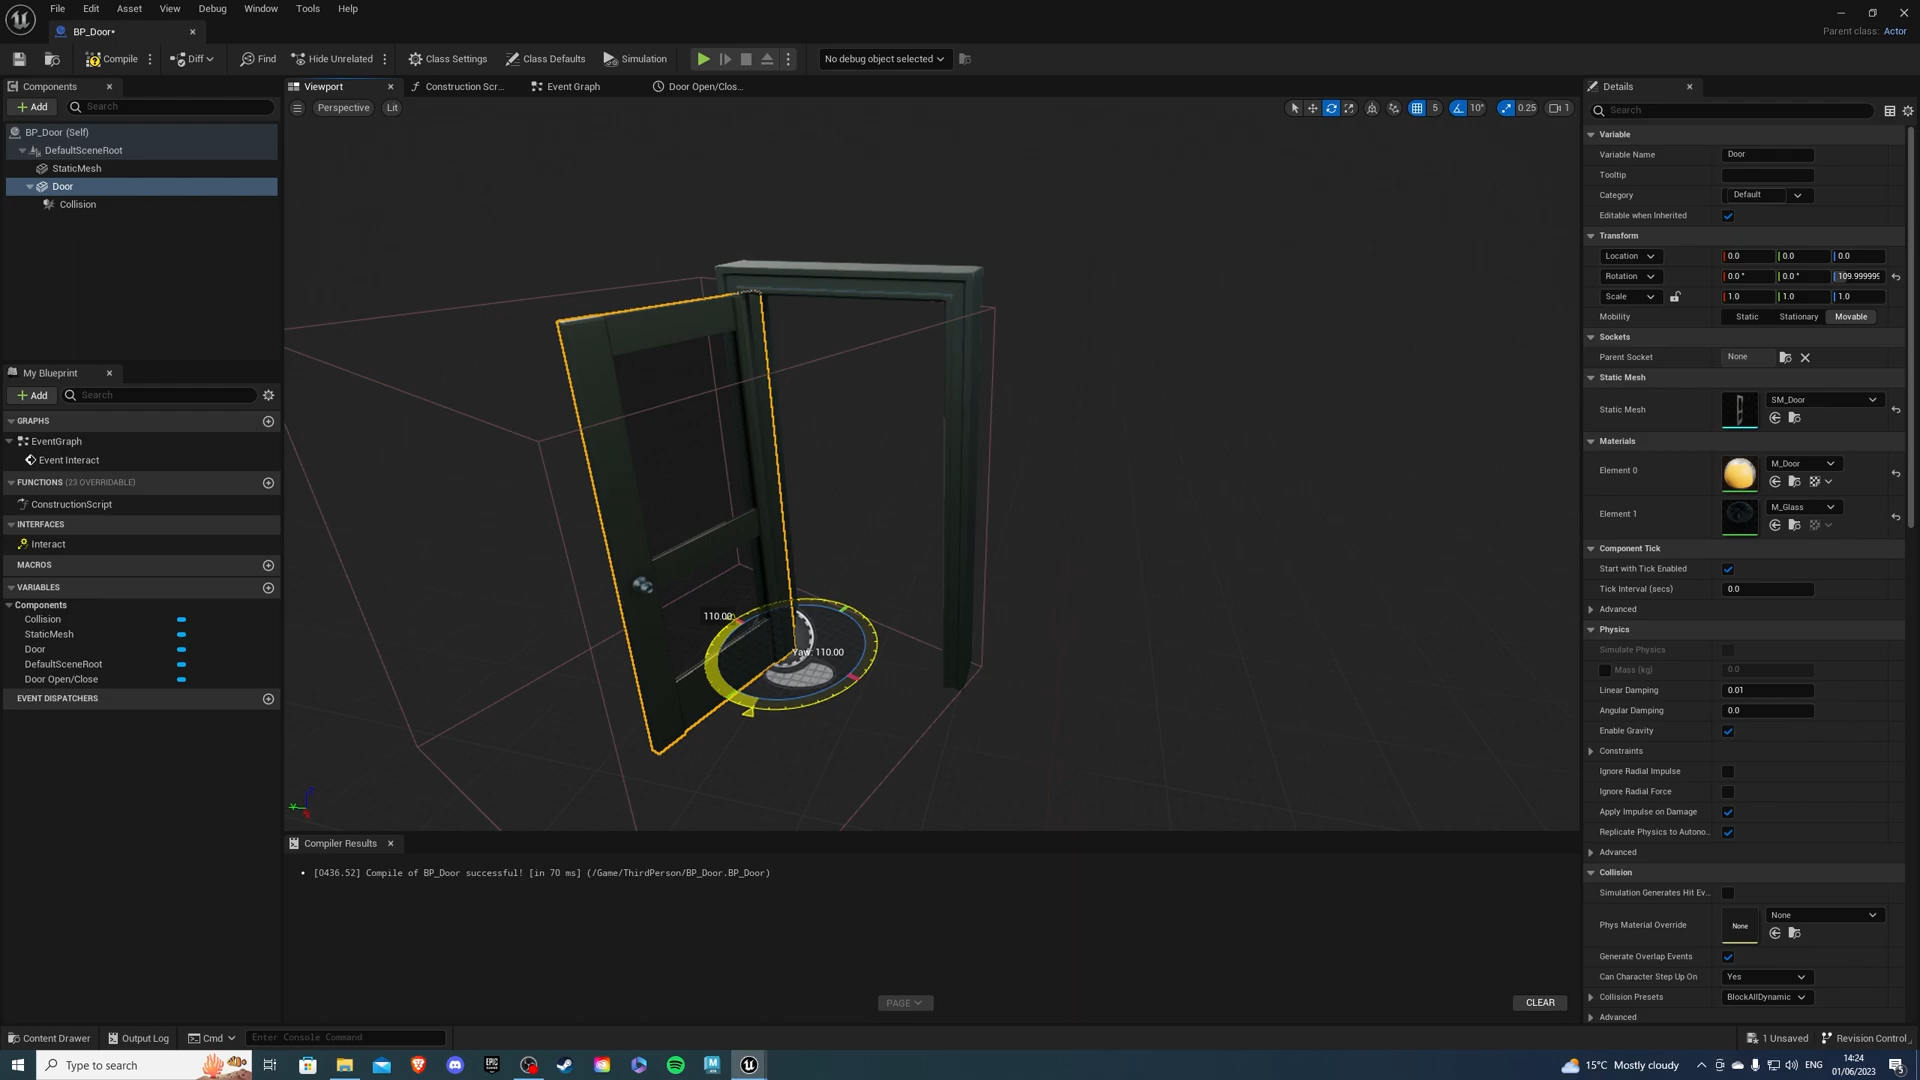 File Edit Asset View Debug Window Tools Help
BP_Door•
Parent class: Actor
Compile Diff Find Hide Unrelated Class Settings Class Defaults Simulation No debug object selected
Components
Add Search
BP_Door (Self)
DefaultSceneRoot
StaticMesh
Door
Collision
My Blueprint
Add Search
GRAPHS
EventGraph
Event Interact
FUNCTIONS (23 OVERRIDABLE)
ConstructionScript
INTERFACES
Interact
MACROS
VARIABLES
Components
Collision
StaticMesh
Door
DefaultSceneRoot
Door Open/Close
EVENT DISPATCHERS
Viewport Construction Scr... Event Graph Door Open/Clos...
Perspective Lit
5 10° 0.25 1
110.00
Yaw: 110.00
Compiler Results
• [0436.52] Compile of BP_Door successful! [in 70 ms] (/Game/ThirdPerson/BP_Door.BP_Door)
PAGE
CLEAR
Details
Search
Variable
Variable Name Door
Tooltip
Category Default
Editable when Inherited
Transform
Location 0.0 0.0 0.0
Rotation 0.0 ° 0.0 ° 109.999999
Scale 1.0 1.0 1.0
Mobility Static Stationary Movable
Sockets
Parent Socket None
Static Mesh
Static Mesh SM_Door
Materials
Element 0 M_Door
Element 1 M_Glass
Component Tick
Start with Tick Enabled
Tick Interval (secs) 0.0
Advanced
Physics
Simulate Physics
Mass (kg) 0.0
Linear Damping 0.01
Angular Damping 0.0
Enable Gravity
Constraints
Ignore Radial Impulse
Ignore Radial Force
Apply Impulse on Damage
Replicate Physics to Autono...
Advanced
Collision
Simulation Generates Hit Ev...
Phys Material Override None None
Generate Overlap Events
Can Character Step Up On Yes
Collision Presets BlockAllDynamic
Advanced
Content Drawer Output Log Cmd Enter Console Command
1 Unsaved Revision Control
Type to search
EPIC
15°C Mostly cloudy
ENG
14:24
01/06/2023
5